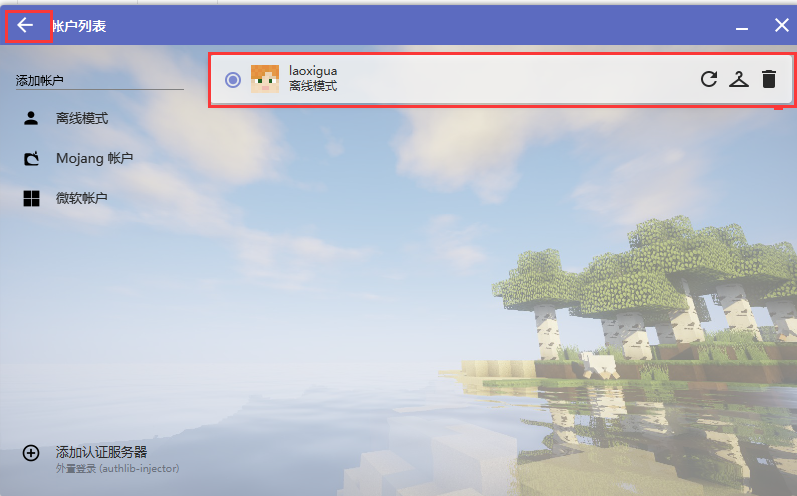 帐户列表
添加帐户
laoxigua
离线模式
离线模式
Mojang 帐户
微软帐户
添加认证服务器
外置登录 (authlib-injector)